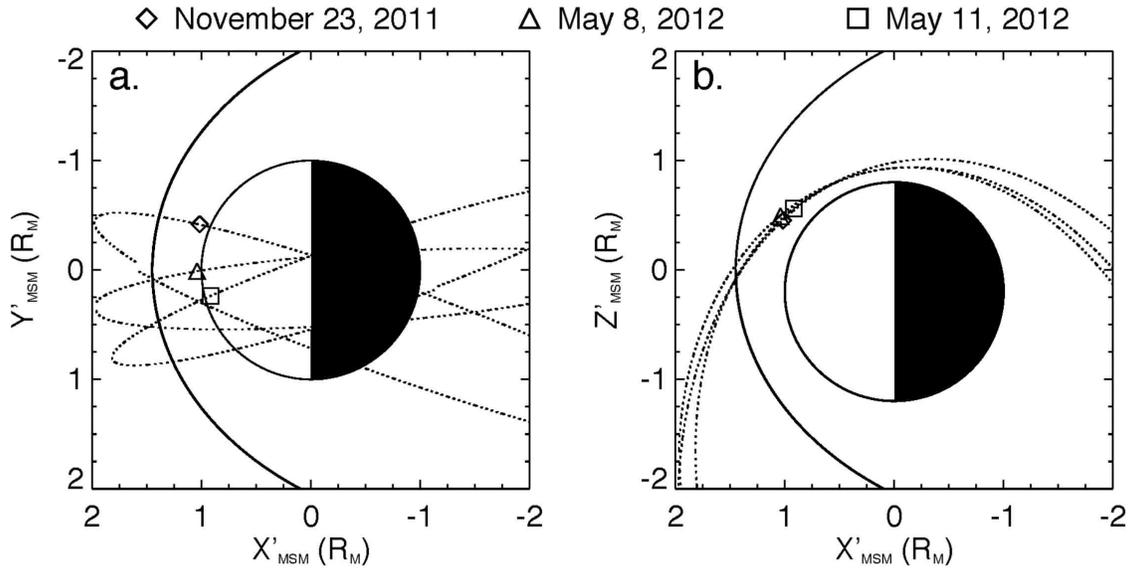 ◇ November 23, 2011 △ May 8, 2012 □ May 11, 2012
a.
b.
-2
-1
0
1
2
Y'MSM (RM)
2 1 0 -1 -2
X'MSM (RM)
2
1
0
-1
-2
Z'MSM (RM)
2 1 0 -1 -2
X'MSM (RM)